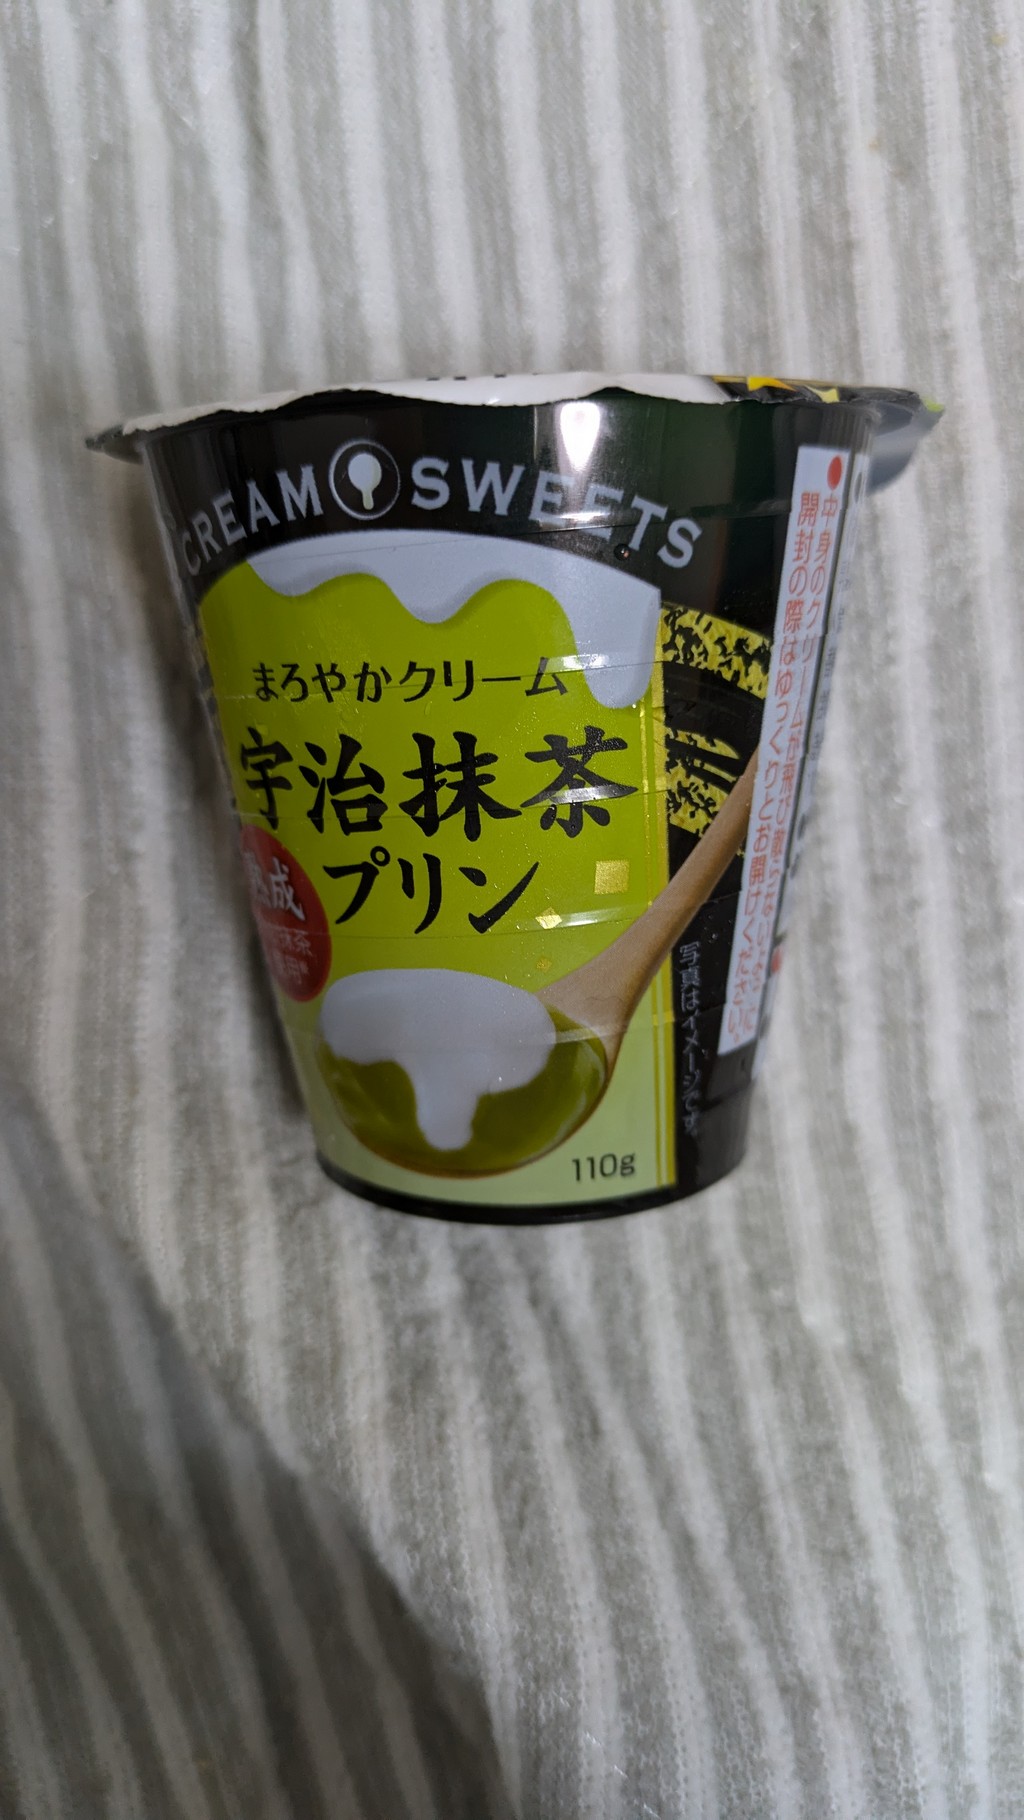 CREAM SWEETS
まろやかクリーム
宇治抹茶
プリン
熟成
抹茶
110g
写真はイメージです。
●中身のクリームが飛び散らないように
開封の際はゆっくりとお開けください。